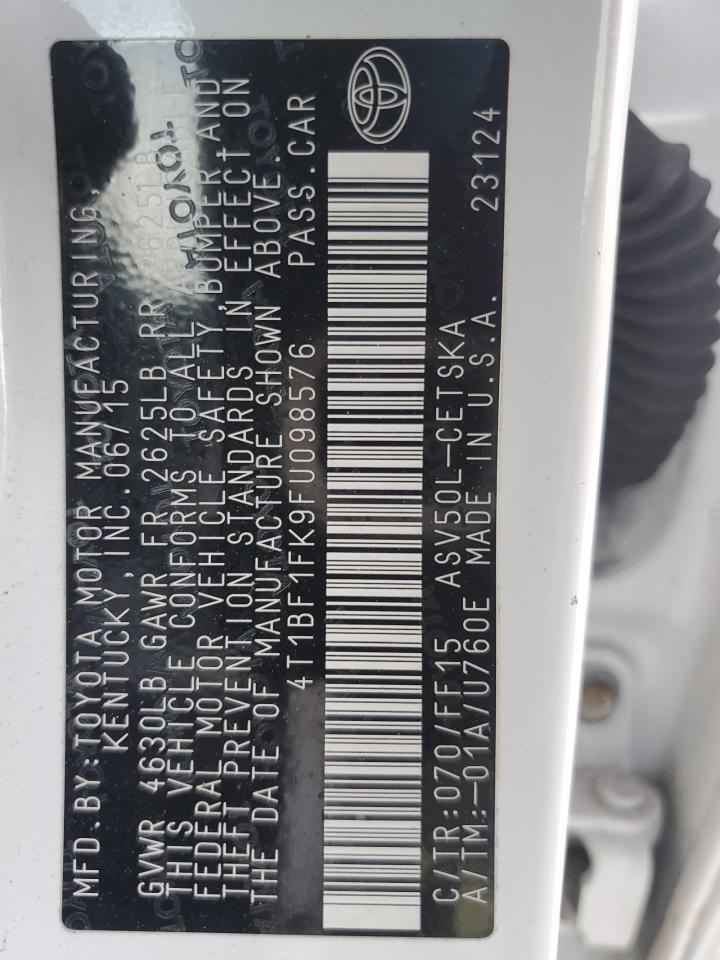 MFD.BY:TOYOTA MOTOR MANUFACTURING,
KENTUCKY, INC.06/15
GVWR 4630LB GAWR FR 2625LB RR 2625LB
THIS VEHICLE CONFORMS TO ALL APPLICABLE
FEDERAL MOTOR VEHICLE SAFETY, BUMPER AND
THEFT PREVENTION STANDARDS IN EFFECT ON
THE DATE OF MANUFACTURE SHOWN ABOVE.
4T1BF1FK9FU098576 PASS.CAR
C/TR:070/FF15 ASV50L-CETSKA 23124
A/TM:-01A/U760E MADE IN U.S.A.